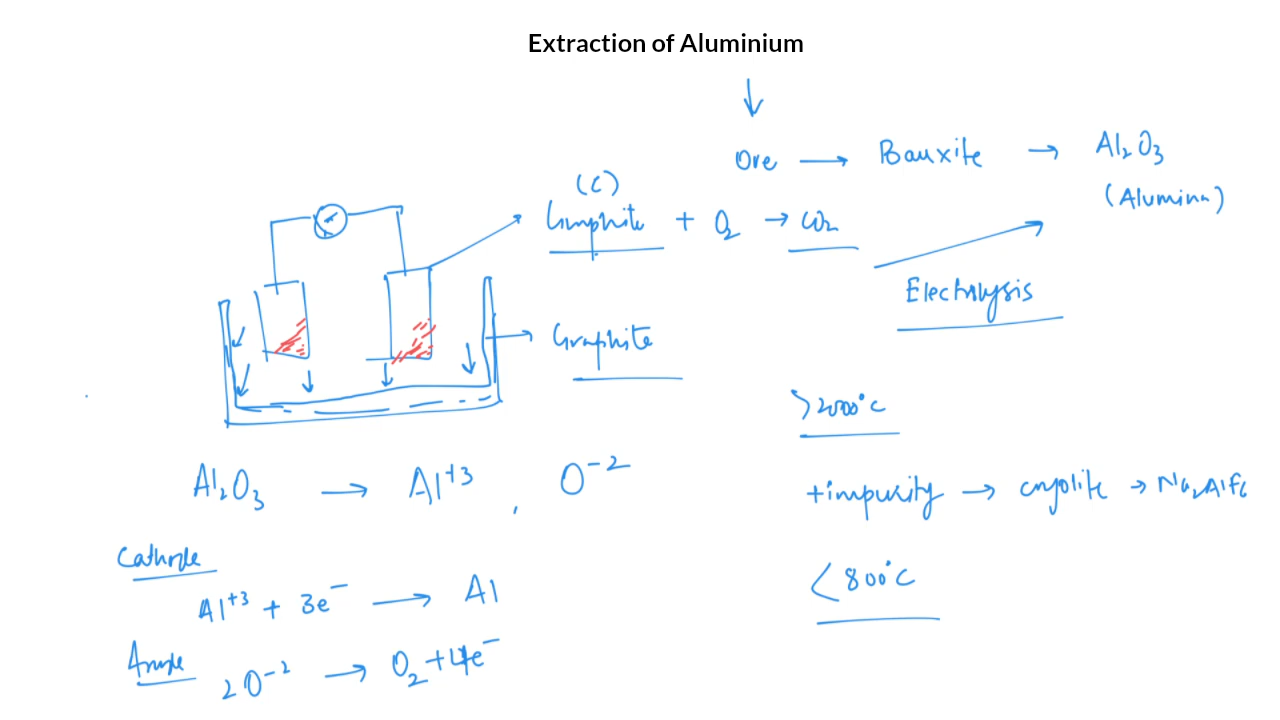 Extraction of Aluminium
Ore → Bauxite → Al₂O₃
(Alumina)
(C)
Graphite + O₂ → CO₂
Electrolysis
Graphite
>2000°C
Al₂O₃ → Al⁺³ , O⁻²
+impurity → cryolite → Na₂AlF₆
Cathode
<800°C
Al⁺³ + 3e⁻ → Al
Anode
2O⁻² → O₂ + 4e⁻